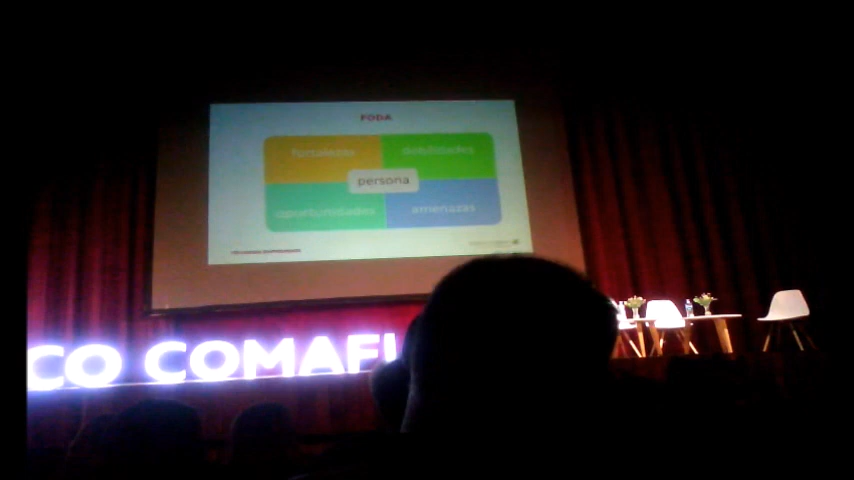 FODA
fortalezas debilidades
persona
oportunidades amenazas
CO COMAFI